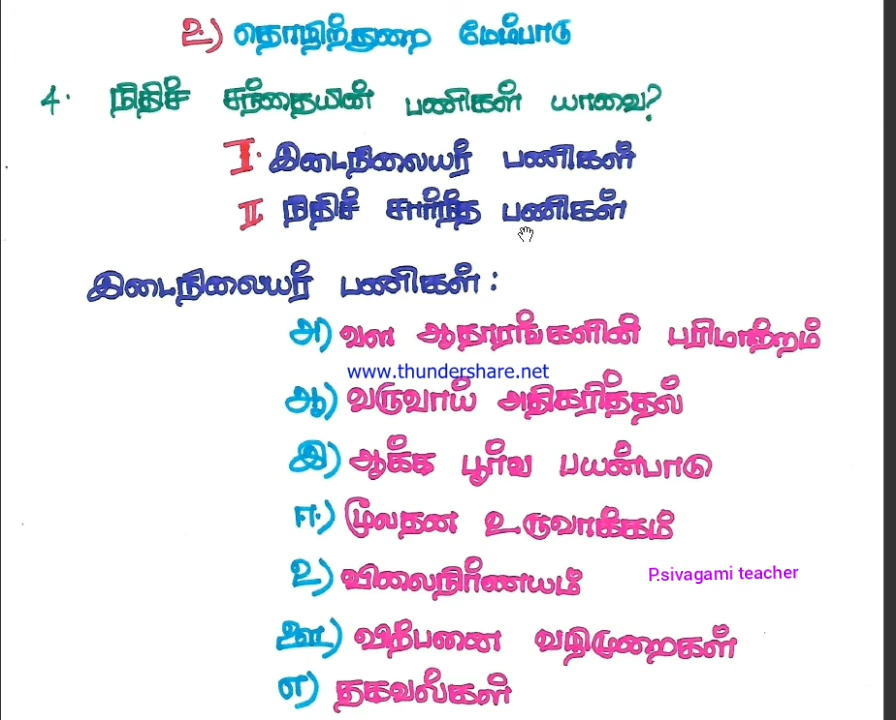 உ) தொழிற்துறை மேம்பாடு
4. நிதிச் சந்தையின் பணிகள் யாவை?
I. இடைநிலையர் பணிகள்
II. நிதிச் சார்ந்த பணிகள்
இடைநிலையர் பணிகள் :
அ) வள ஆதாரங்களின் பரிமாற்றம்
www.thundershare.net
ஆ) வருவாய் அதிகரித்தல்
இ) ஆக்க பூர்வ பயன்பாடு
ஈ) மூலதன உருவாக்கம்
உ) விலைநிர்ணயம்
P.sivagami teacher
ஊ) விற்பனை வழிமுறைகள்
எ) தகவல்கள்